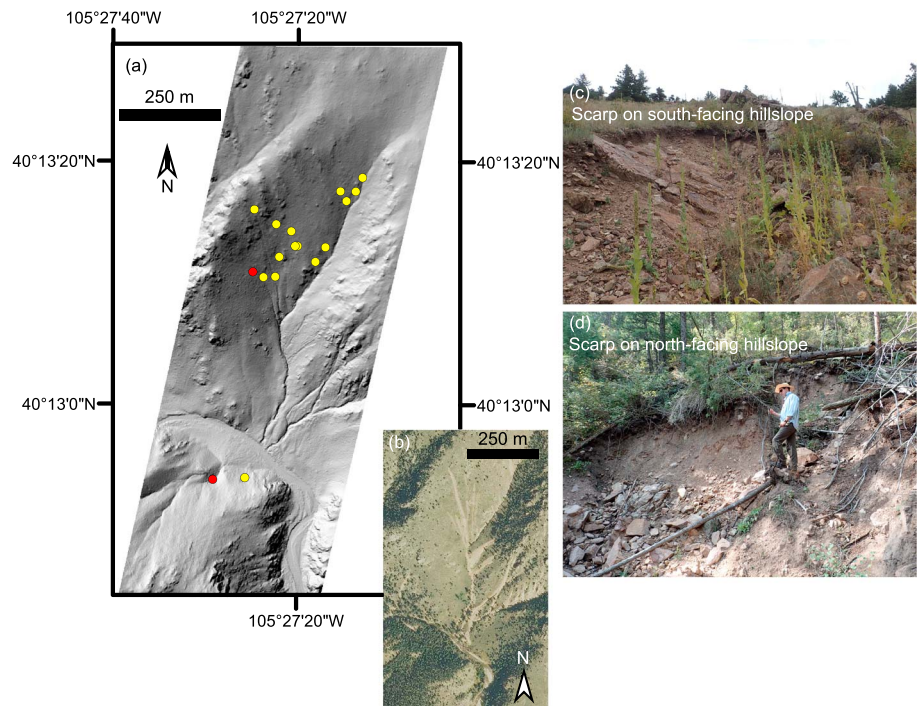 105°27'40"W
105°27'20"W
(a)
250 m
N
40°13'20"N
40°13'20"N
40°13'0"N
40°13'0"N
105°27'20"W
(b)
250 m
N
(c)
Scarp on south-facing hillslope
(d)
Scarp on north-facing hillslope